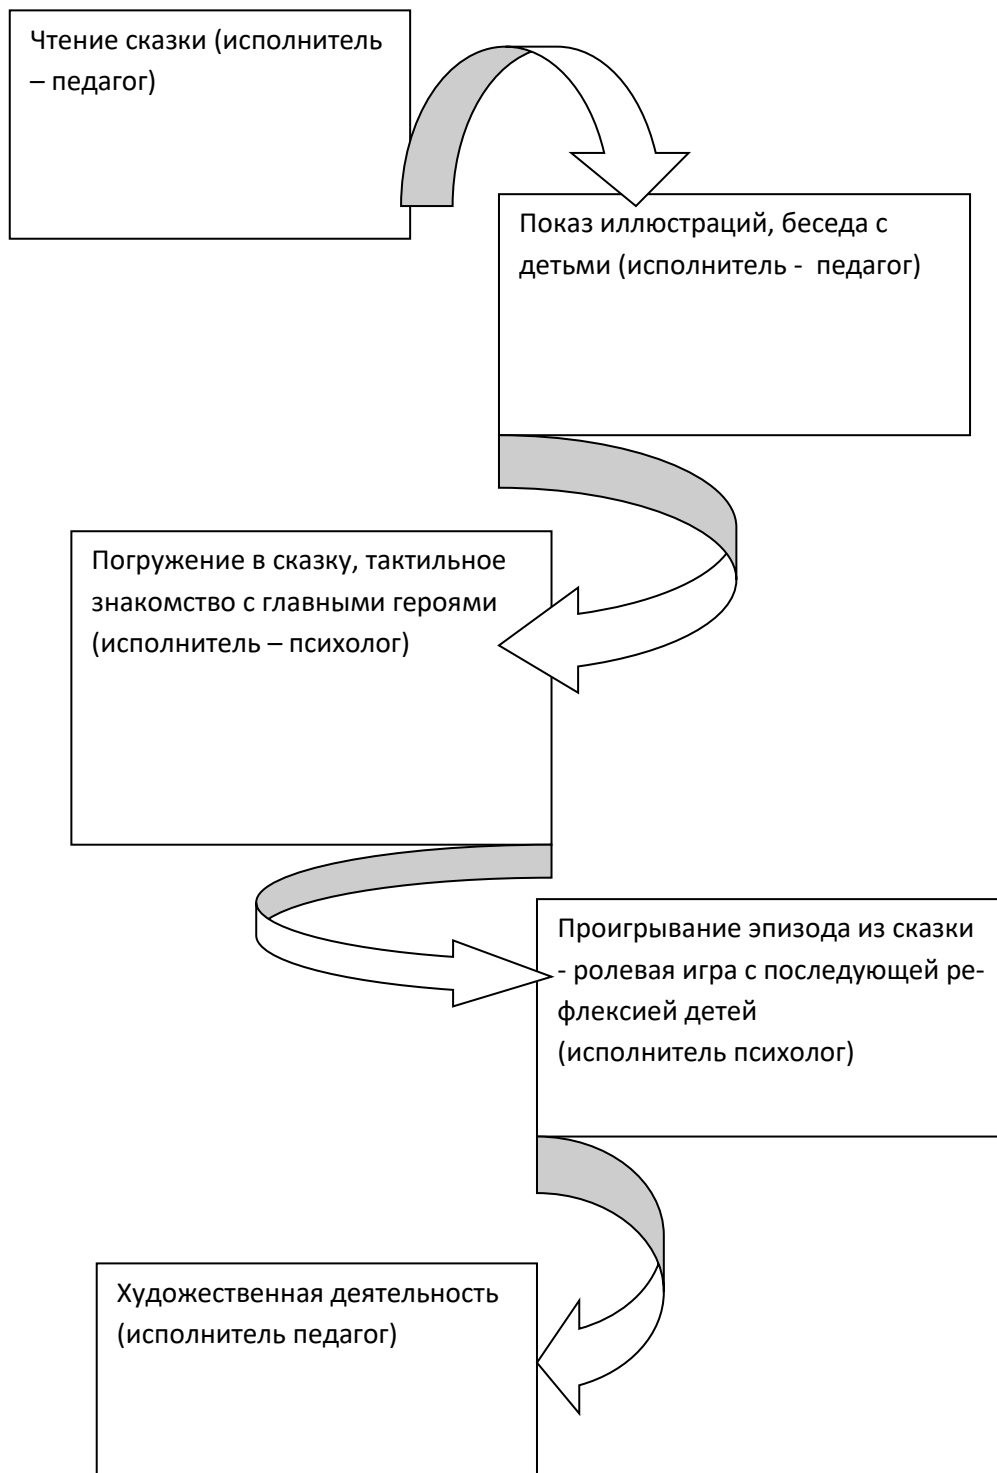 Чтение сказки (исполнитель
– педагог)
Показ иллюстраций, беседа с
детьми (исполнитель -  педагог)
Погружение в сказку, тактильное
знакомство с главными героями
(исполнитель – психолог)
Проигрывание эпизода из сказки
- ролевая игра с последующей ре-
флексией детей
(исполнитель психолог)
Художественная деятельность
(исполнитель педагог)